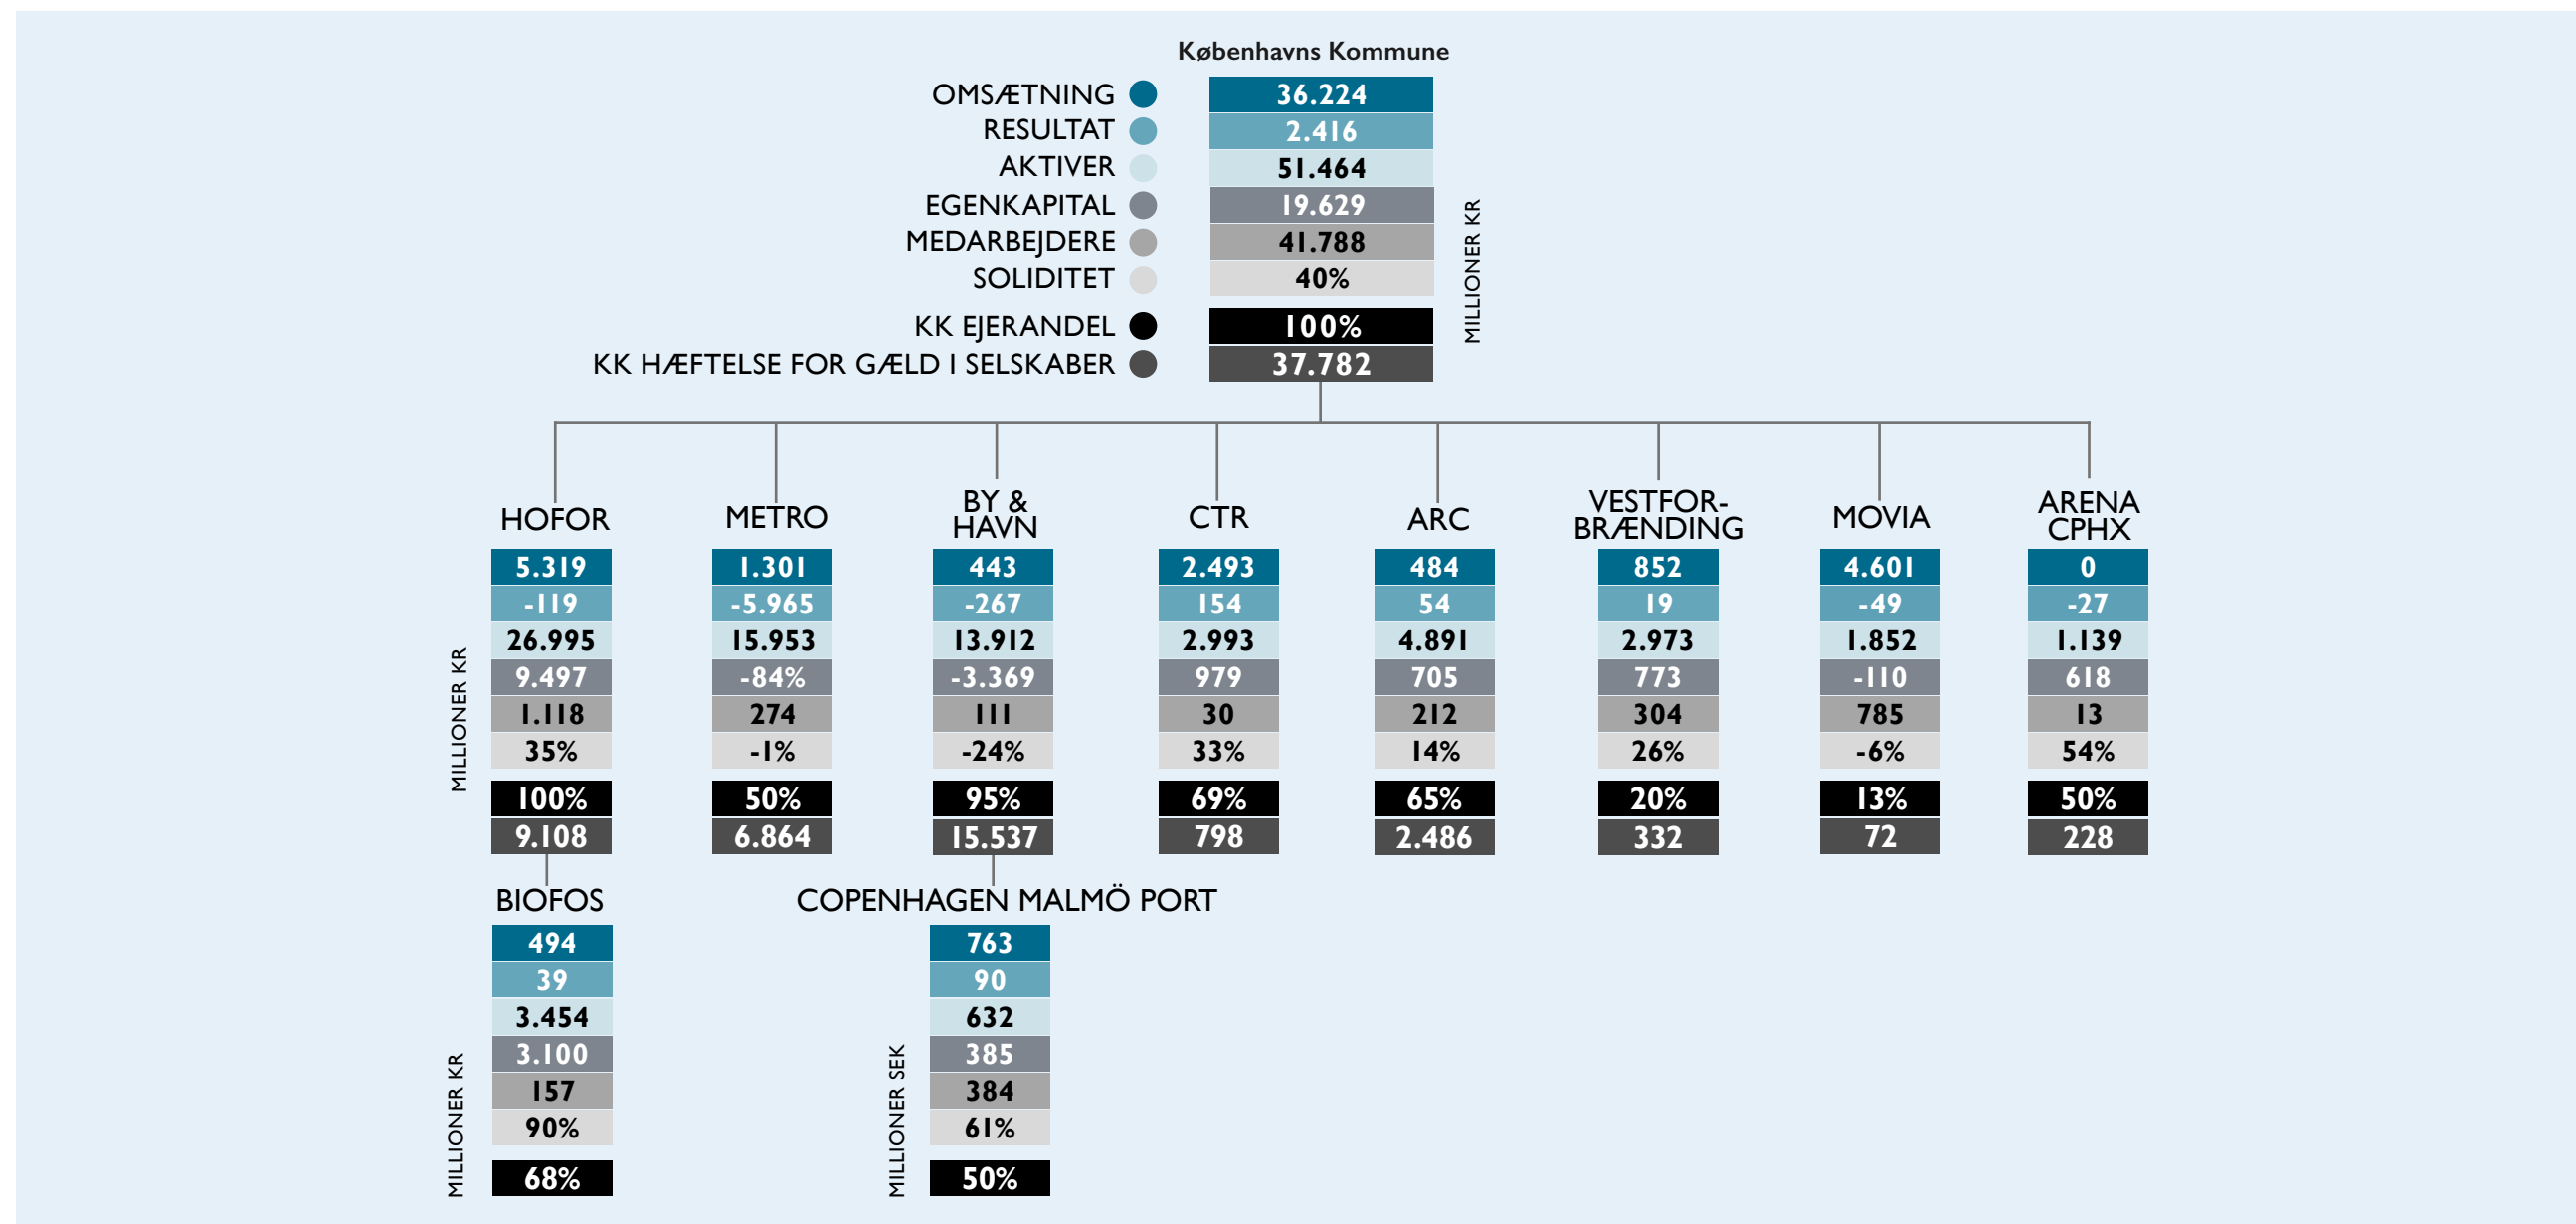 Københavns Kommune
OMSÆTNING 36.224
RESULTAT 2.416
AKTIVER 51.464
EGENKAPITAL 19.629
MEDARBEJDERE 41.788
SOLIDITET 40%
KK EJERANDEL 100%
KK HÆFTELSE FOR GÆLD I SELSKABER 37.782
MILLIONER KR
HOFOR METRO BY & HAVN CTR ARC VESTFOR-BRÆNDING MOVIA ARENA CPHX
5.319 1.301 443 2.493 484 852 4.601 0
-119 -5.965 -267 154 54 19 -49 -27
26.995 15.953 13.912 2.993 4.891 2.973 1.852 1.139
9.497 -84% -3.369 979 705 773 -110 618
1.118 274 111 30 212 304 785 13
35% -1% -24% 33% 14% 26% -6% 54%
100% 50% 95% 69% 65% 20% 13% 50%
9.108 6.864 15.537 798 2.486 332 72 228
MILLIONER KR
BIOFOS COPENHAGEN MALMÖ PORT
494 763
39 90
3.454 632
3.100 385
157 384
90% 61%
68% 50%
MILLIONER KR
MILLIONER SEK